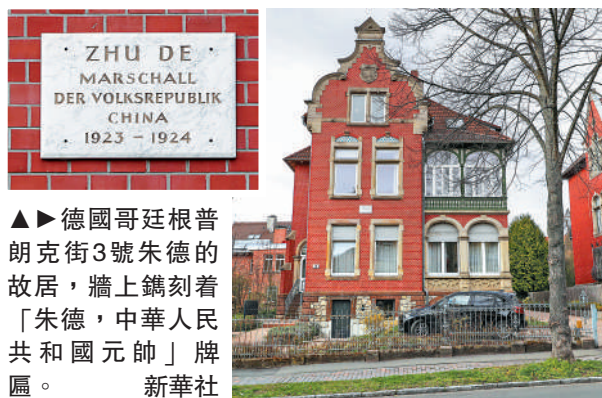 ZHU DE
MARSCHALL
DER VOLKSREPUBLIK
CHINA
1923 – 1924
▲▶德國哥廷根普
朗克街3號朱德的
故居，牆上鐫刻着
「朱德，中華人民
共和國元帥」牌
匾。 新華社